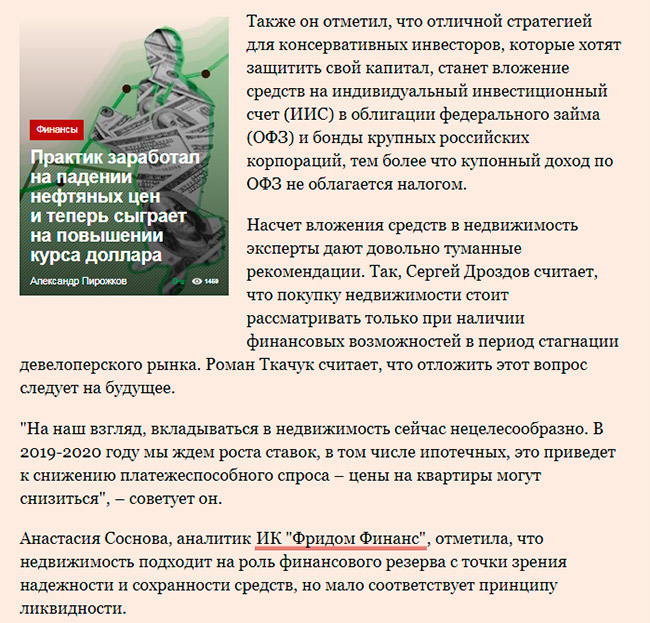 Также он отметил, что отличной стратегией
для консервативных инвесторов, которые хотят
защитить свой капитал, станет вложение
средств на индивидуальный инвестиционный
счет (ИИС) в облигации федерального займа
(ОФЗ) и бонды крупных российских
корпораций, тем более что купонный доход по
ОФЗ не облагается налогом.
Финансы
Практик заработал
на падении
нефтяных цен
и теперь сыграет
на повышении
курса доллара
Александр Пирожков
Насчет вложения средств в недвижимость
эксперты дают довольно туманные
рекомендации. Так, Сергей Дроздов считает,
что покупку недвижимости стоит
рассматривать только при наличии
финансовых возможностей в период стагнации
девелоперского рынка. Роман Ткачук считает, что отложить этот вопрос
следует на будущее.
"На наш взгляд, вкладываться в недвижимость сейчас нецелесообразно. В
2019-2020 году мы ждем роста ставок, в том числе ипотечных, это приведет
к снижению платежеспособного спроса – цены на квартиры могут
снизиться", – советует он.
Анастасия Соснова, аналитик ИК "Фридом Финанс", отметила, что
недвижимость подходит на роль финансового резерва с точки зрения
надежности и сохранности средств, но мало соответствует принципу
ликвидности.